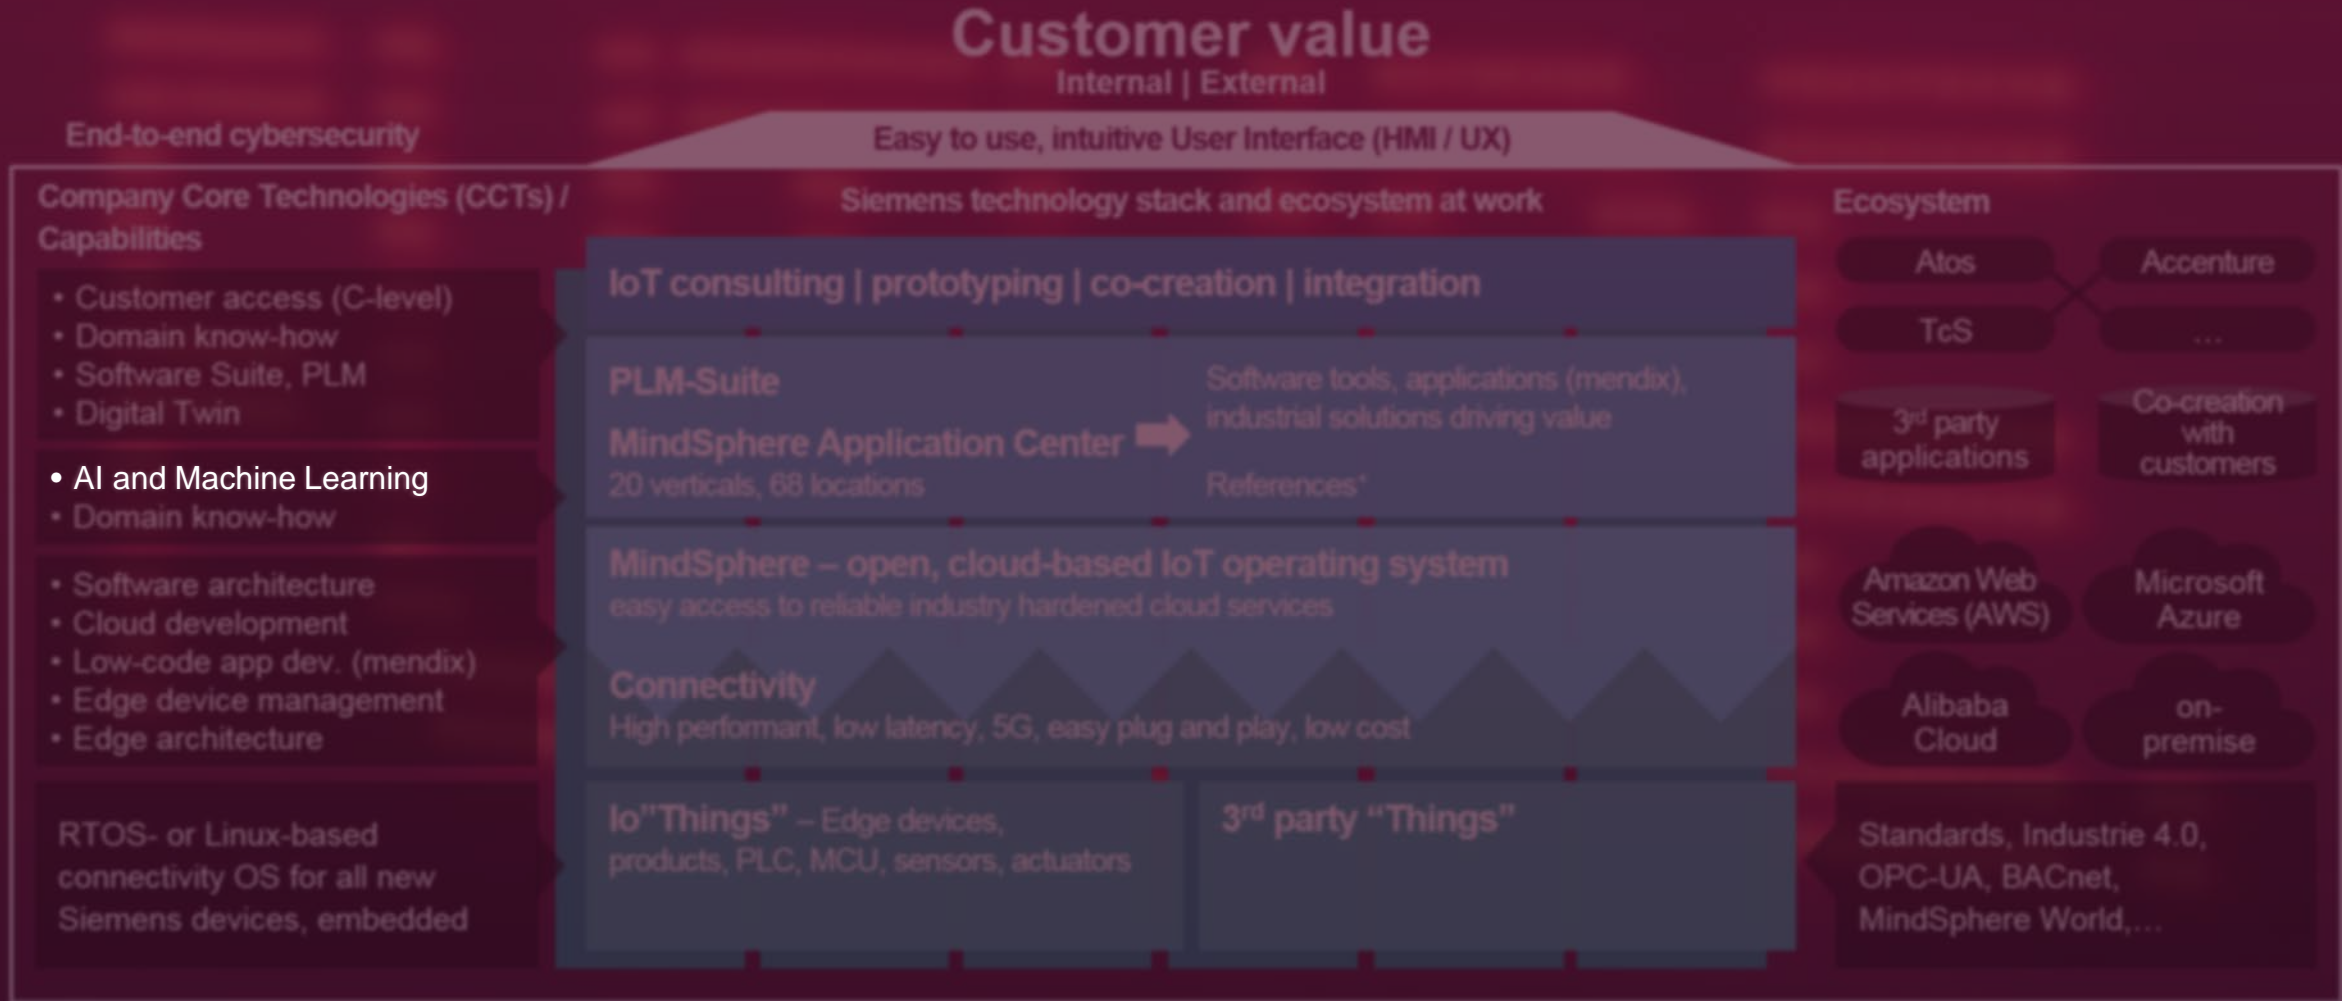 Customer value
Internal | External
End-to-end cybersecurity
Easy to use, intuitive User Interface (HMI / UX)
Company Core Technologies (CCTs) /
Capabilities
• Customer access (C-level)
• Domain know-how
• Software Suite, PLM
• Digital Twin
• AI and Machine Learning
• Domain know-how
• Software architecture
• Cloud development
• Low-code app dev. (mendix)
• Edge device management
• Edge architecture
RTOS- or Linux-based
connectivity OS for all new
Siemens devices, embedded
Siemens technology stack and ecosystem at work
IoT consulting | prototyping | co-creation | integration
PLM-Suite
MindSphere Application Center
20 verticals, 68 locations
Software tools, applications (mendix),
industrial solutions driving value
References*
MindSphere – open, cloud-based IoT operating system
easy access to reliable industry hardened cloud services
Connectivity
High performant, low latency, 5G, easy plug and play, low cost
Io”Things” – Edge devices,
products, PLC, MCU, sensors, actuators
3rd party “Things”
Ecosystem
Atos
Accenture
TcS
…
3rd party
applications
Co-creation
with
customers
Amazon Web
Services (AWS)
Microsoft
Azure
Alibaba
Cloud
on-
premise
Standards, Industrie 4.0,
OPC-UA, BACnet,
MindSphere World,…